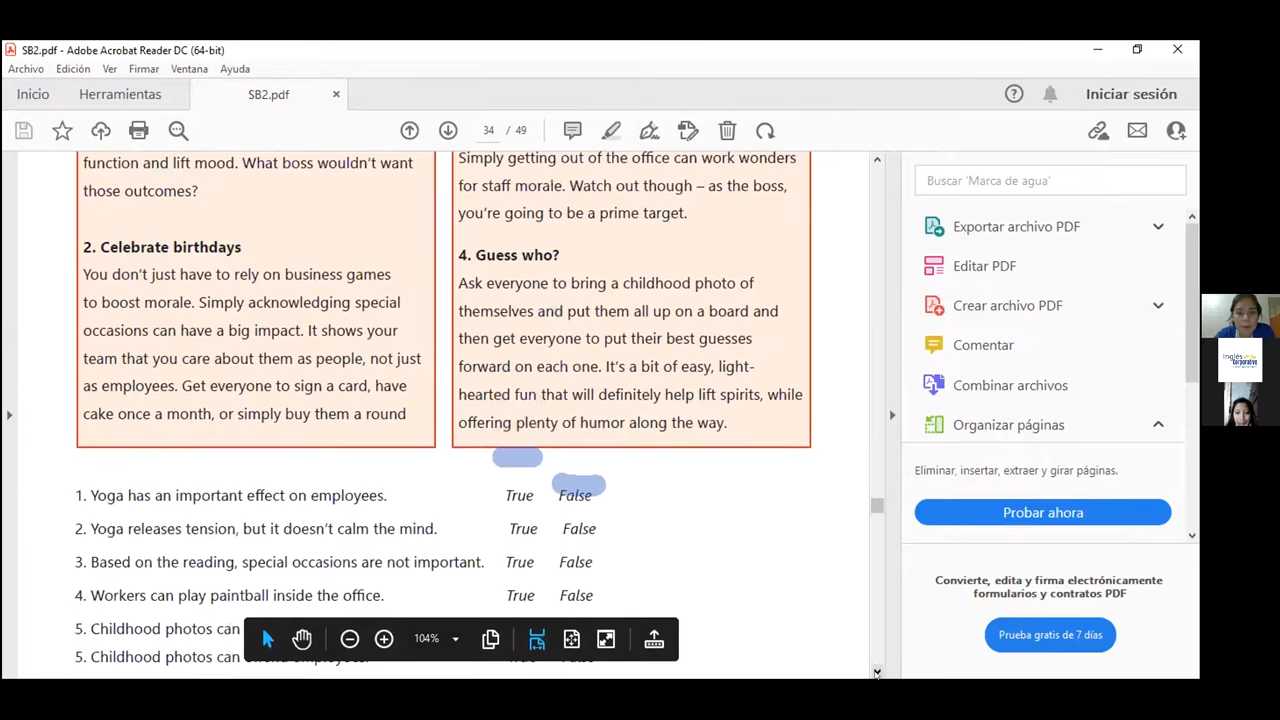 SB2.pdf - Adobe Acrobat Reader DC (64-bit)
Archivo Edición Ver Firmar Ventana Ayuda
Inicio Herramientas SB2.pdf Iniciar sesión
34 / 49
function and lift mood. What boss wouldn't want
those outcomes?
2. Celebrate birthdays
You don't just have to rely on business games
to boost morale. Simply acknowledging special
occasions can have a big impact. It shows your
team that you care about them as people, not just
as employees. Get everyone to sign a card, have
cake once a month, or simply buy them a round
Simply getting out of the office can work wonders
for staff morale. Watch out though – as the boss,
you're going to be a prime target.
4. Guess who?
Ask everyone to bring a childhood photo of
themselves and put them all up on a board and
then get everyone to put their best guesses
forward on each one. It's a bit of easy, light-
hearted fun that will definitely help lift spirits, while
offering plenty of humor along the way.
1. Yoga has an important effect on employees. True False
2. Yoga releases tension, but it doesn't calm the mind. True False
3. Based on the reading, special occasions are not important. True False
4. Workers can play paintball inside the office. True False
5. Childhood photos can
5. Childhood photos can
104%
Buscar 'Marca de agua'
Exportar archivo PDF
Editar PDF
Crear archivo PDF
Comentar
Combinar archivos
Organizar páginas
Eliminar, insertar, extraer y girar páginas.
Probar ahora
Convierte, edita y firma electrónicamente
formularios y contratos PDF
Prueba gratis de 7 días
Inglés
Corporativo